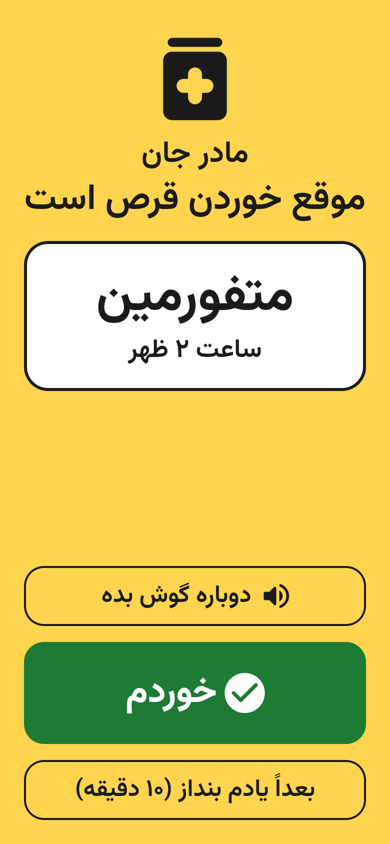 مادر جان
موقع خوردن قرص است
متفورمین
ساعت ۲ ظهر
دوباره گوش بده
خوردم
بعداً یادم بنداز (۱۰ دقیقه)